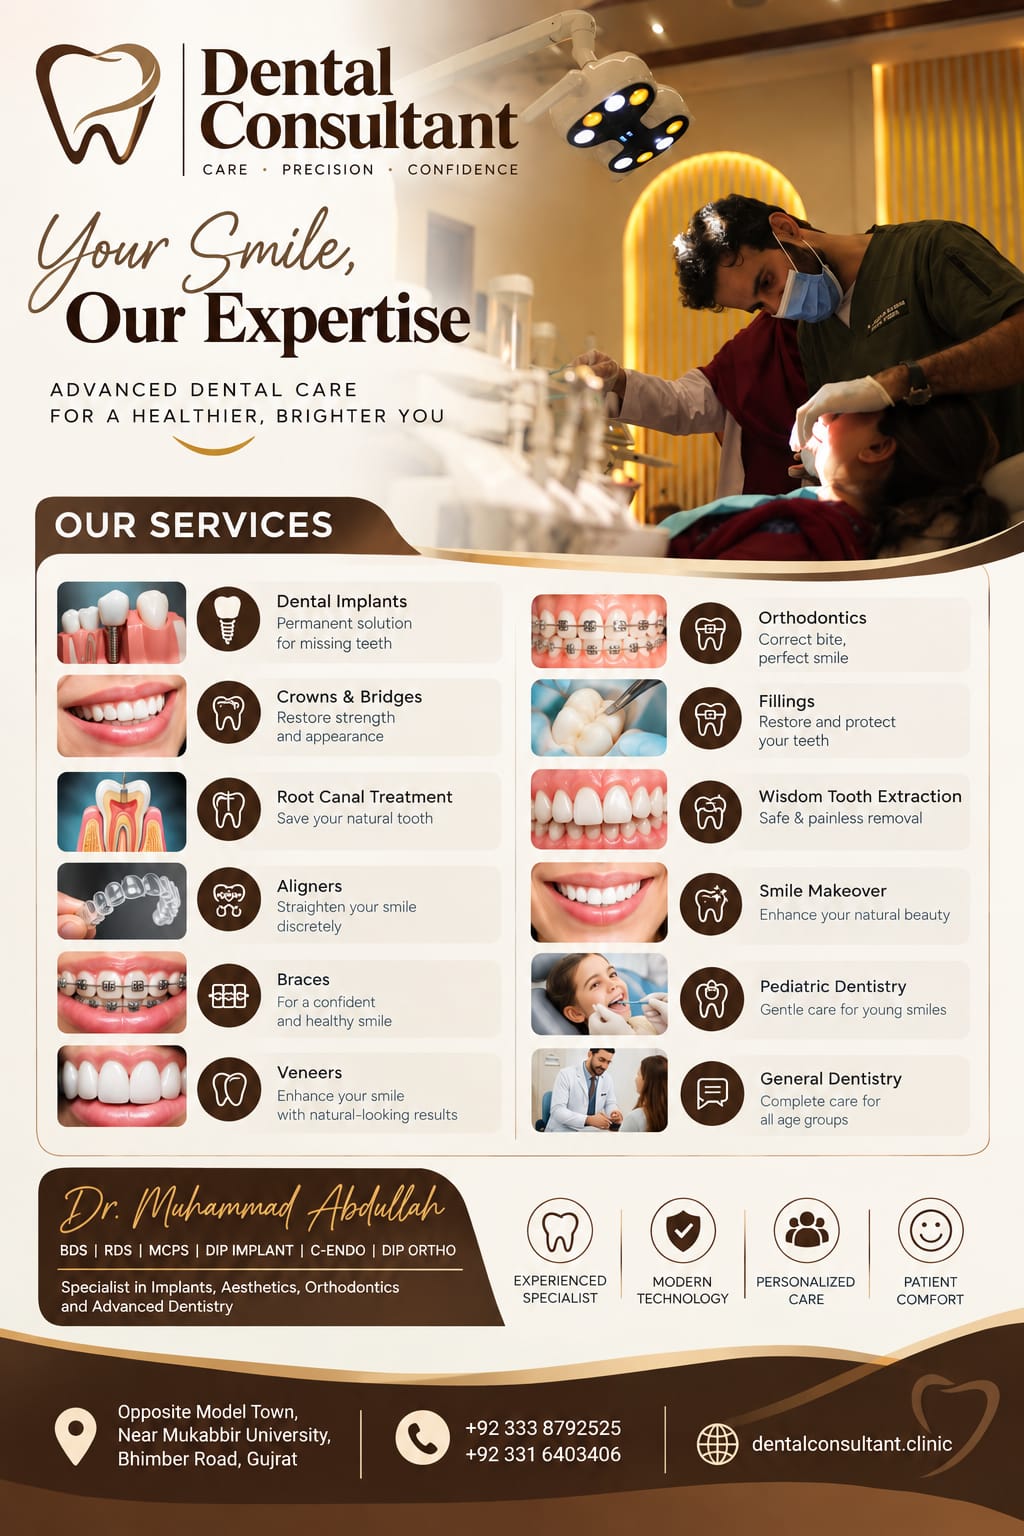 Dental
Consultant
CARE · PRECISION · CONFIDENCE
Your Smile,
Our Expertise
ADVANCED DENTAL CARE
FOR A HEALTHIER, BRIGHTER YOU
OUR SERVICES
Dental Implants
Permanent solution
for missing teeth
Crowns & Bridges
Restore strength
and appearance
Root Canal Treatment
Save your natural tooth
Aligners
Straighten your smile
discretely
Braces
For a confident
and healthy smile
Veneers
Enhance your smile
with natural-looking results
Orthodontics
Correct bite,
perfect smile
Fillings
Restore and protect
your teeth
Wisdom Tooth Extraction
Safe & painless removal
Smile Makeover
Enhance your natural beauty
Pediatric Dentistry
Gentle care for young smiles
General Dentistry
Complete care for
all age groups
Dr. Muhammad Abdullah
BDS | RDS | MCPS | DIP IMPLANT | C-ENDO | DIP ORTHO
Specialist in Implants, Aesthetics, Orthodontics
and Advanced Dentistry
EXPERIENCED
SPECIALIST
MODERN
TECHNOLOGY
PERSONALIZED
CARE
PATIENT
COMFORT
Opposite Model Town,
Near Mukabbir University,
Bhimber Road, Gujrat
+92 333 8792525
+92 331 6403406
dentalconsultant.clinic